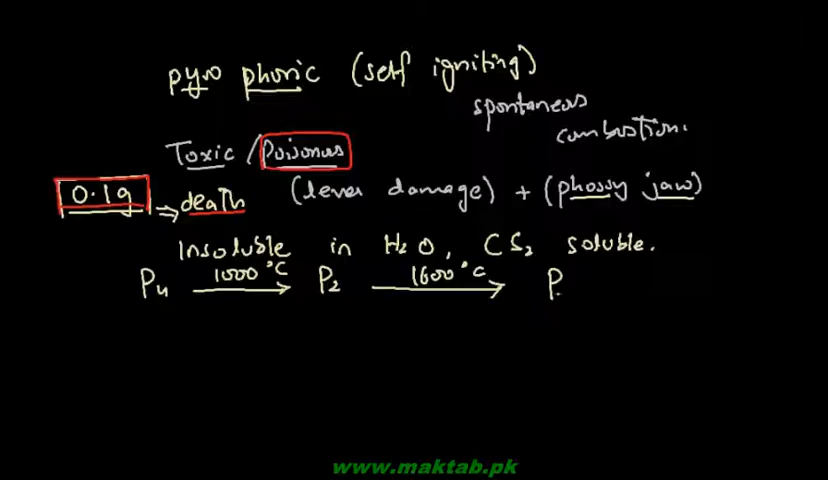 pyro phoric (self igniting)
spontaneous
combustion.
Toxic / Poisonous
0.1g ⇒ death (lever damage) + (phossy jaw)
Insoluble in H₂O, CS₂ soluble.
P₄ 1000°C → P₂ 1600°C → P.
www.maktab.pk